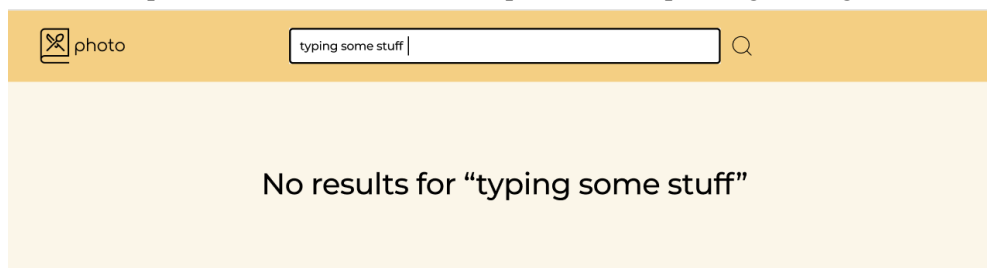 photo
typing some stuff
No results for “typing some stuff”